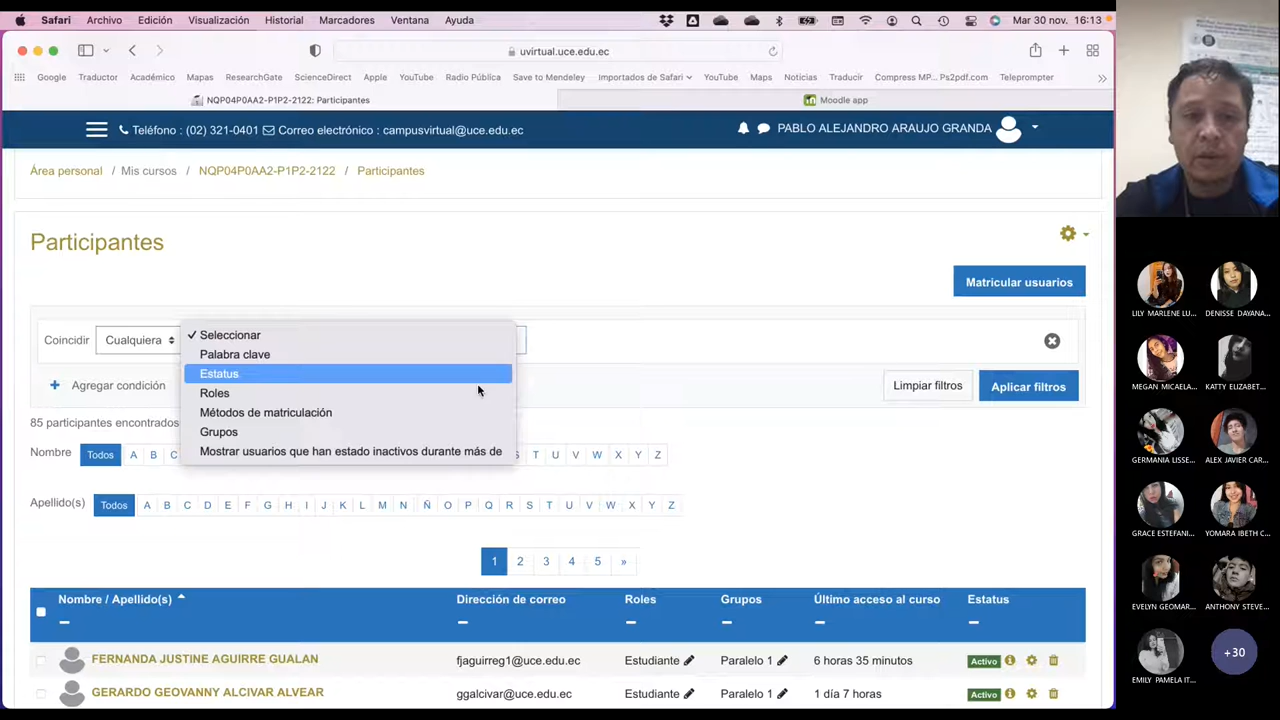 Safari Archivo Edición Visualización Historial Marcadores Ventana Ayuda Mar 30 nov. 16:13
uvirtual.uce.edu.ec
Google Traductor Académico Mapas ResearchGate ScienceDirect Apple YouTube Radio Pública Save to Mendeley Importados de Safari YouTube Maps Noticias Traducir Compress MP... Ps2pdf.com Teleprompter
NQP04P0AA2-P1P2-2122: Participantes Moodle app
Teléfono : (02) 321-0401 Correo electrónico : campusvirtual@uce.edu.ec PABLO ALEJANDRO ARAUJO GRANDA
Área personal / Mis cursos / NQP04P0AA2-P1P2-2122 / Participantes
Participantes
Matricular usuarios
Coincidir Cualquiera
✓ Seleccionar
Palabra clave
Estatus
Roles
Métodos de matriculación
Grupos
Mostrar usuarios que han estado inactivos durante más de
+ Agregar condición Limpiar filtros Aplicar filtros
85 participantes encontrados
Nombre Todos A B C S T U V W X Y Z
Apellido(s) Todos A B C D E F G H I J K L M N Ñ O P Q R S T U V W X Y Z
1 2 3 4 5 »
Nombre / Apellido(s) Dirección de correo Roles Grupos Último acceso al curso Estatus
FERNANDA JUSTINE AGUIRRE GUALAN fjaguirreg1@uce.edu.ec Estudiante Paralelo 1 6 horas 35 minutos Activo
GERARDO GEOVANNY ALCIVAR ALVEAR ggalcivar@uce.edu.ec Estudiante Paralelo 1 1 día 7 horas Activo
LILY MARLENE LU... DENISSE DAYANA...
MEGAN MICAELA... KATTY ELIZABET...
GERMANIA LISSE... ALEX JAVIER CAR...
GRACE ESTEFANI... YOMARA IBETH C...
EVELYN GEOMAR... ANTHONY STEVE...
EMILY PAMELA IT... +30